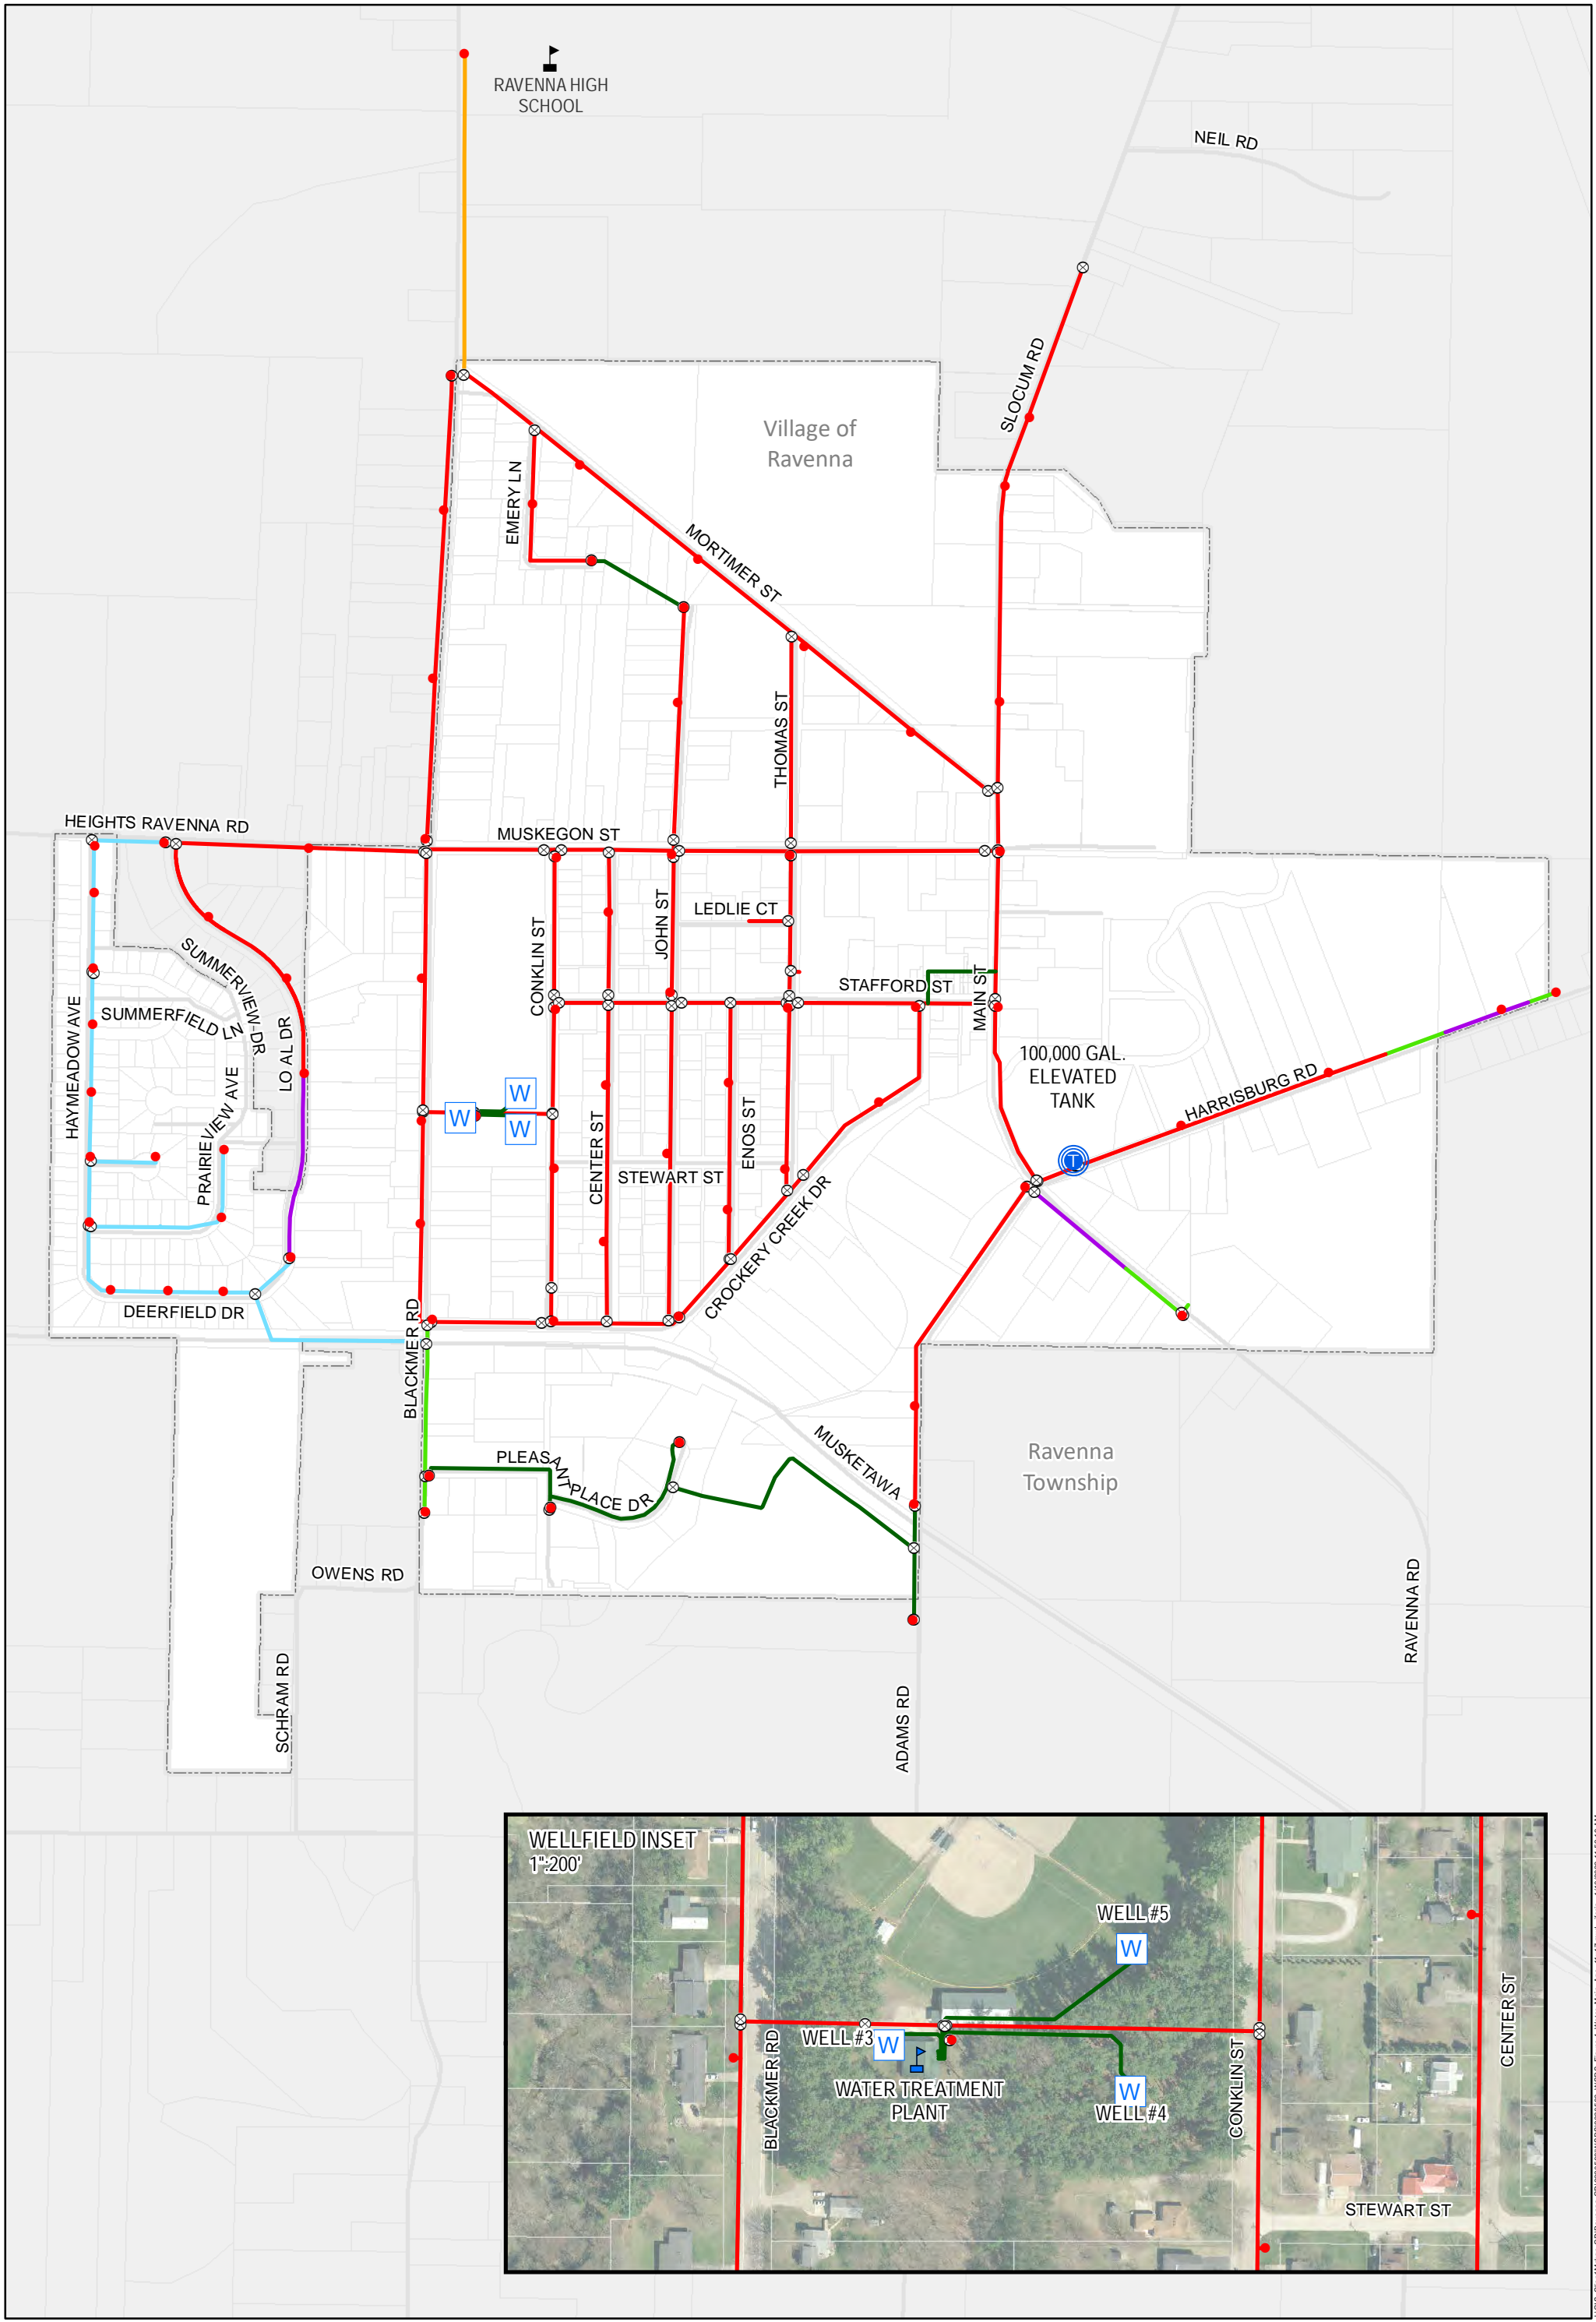 RAVENNA HIGH
SCHOOL
NEIL RD
SLOCUM RD
Village of
Ravenna
EMERY LN
MORTIMER ST
THOMAS ST
HEIGHTS RAVENNA RD
MUSKEGON ST
LEDLIE CT
JOHN ST
CONKLIN ST
SUMMERVIEW DR
STAFFORD ST
MAIN ST
HAYMEADOW AVE
SUMMERFIELD LN
LO AL DR
100,000 GAL.
ELEVATED
TANK
HARRISBURG RD
PRAIRIEVIEW AVE
W
W
W
CENTER ST
ENOS ST
T
STEWART ST
CROCKERY CREEK DR
DEERFIELD DR
BLACKMER RD
MUSKETAWA
Ravenna
Township
PLEASANT PLACE DR
OWENS RD
RAVENNA RD
SCHRAM RD
ADAMS RD
WELLFIELD INSET
1":200'
WELL #5
W
WELL #3
W
WATER TREATMENT
PLANT
W
WELL #4
BLACKMER RD
CONKLIN ST
CENTER ST
STEWART ST